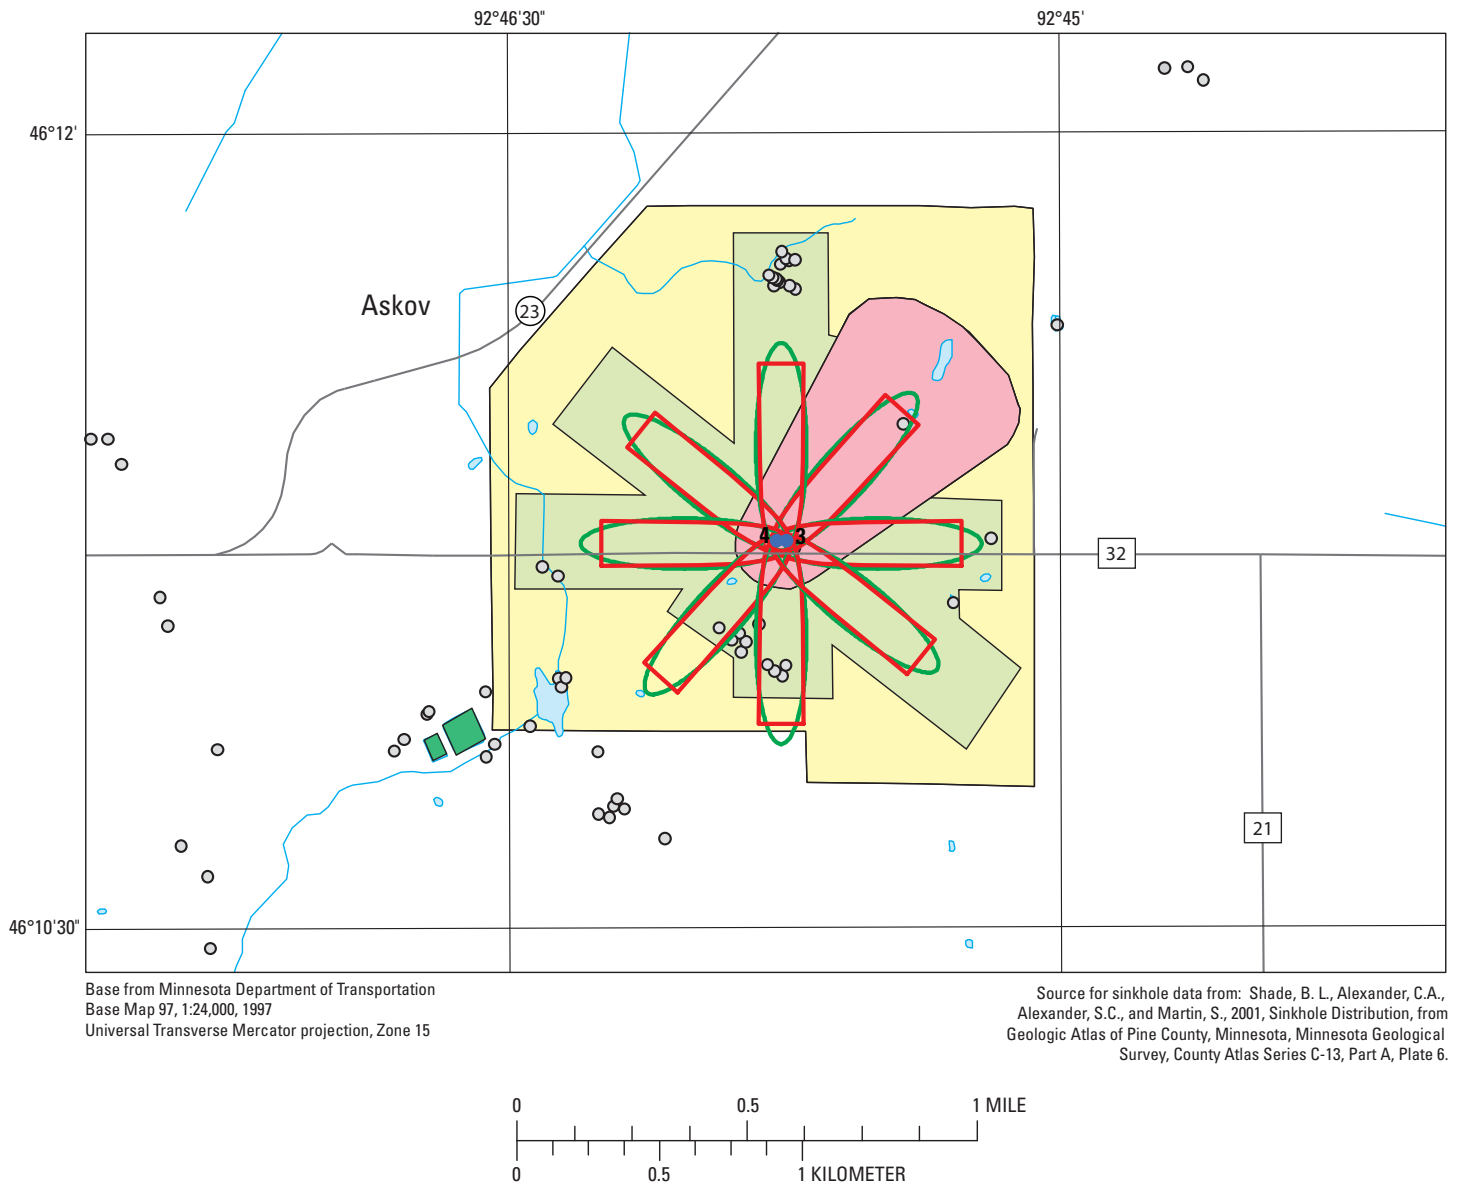 92°46'30" 92°45'
46°12'
Askov
23
4 3
32
21
46°10'30"
Base from Minnesota Department of Transportation
Base Map 97, 1:24,000, 1997
Universal Transverse Mercator projection, Zone 15
Source for sinkhole data from: Shade, B. L., Alexander, C.A.,
Alexander, S.C., and Martin, S., 2001, Sinkhole Distribution, from
Geologic Atlas of Pine County, Minnesota, Minnesota Geological
Survey, County Atlas Series C-13, Part A, Plate 6.
0 0.5 1 MILE
0 0.5 1 KILOMETER